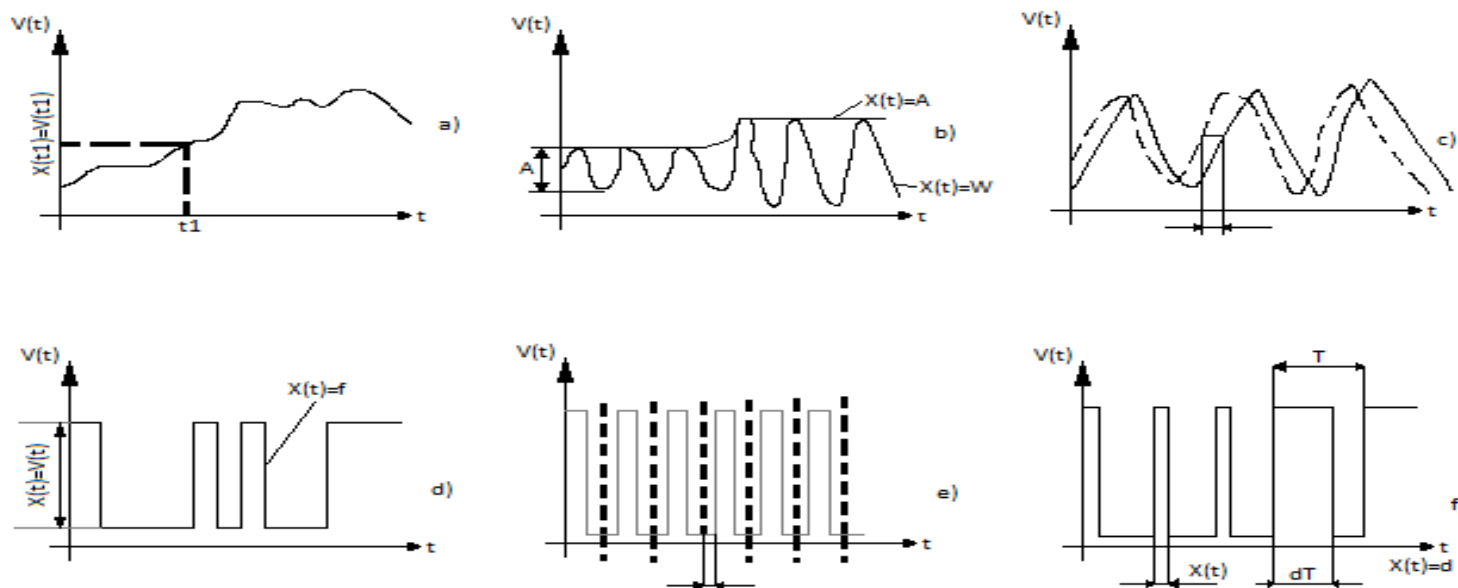 V(t)
X(t1)=V(t1)
a)
t1
t
V(t)
X(t)=A
b)
A
X(t)=W
t
V(t)
c)
t
V(t)
X(t)=f
X(t)=V(t)
d)
t
V(t)
e)
t
V(t)
T
f
t
X(t)
dT
X(t)=d